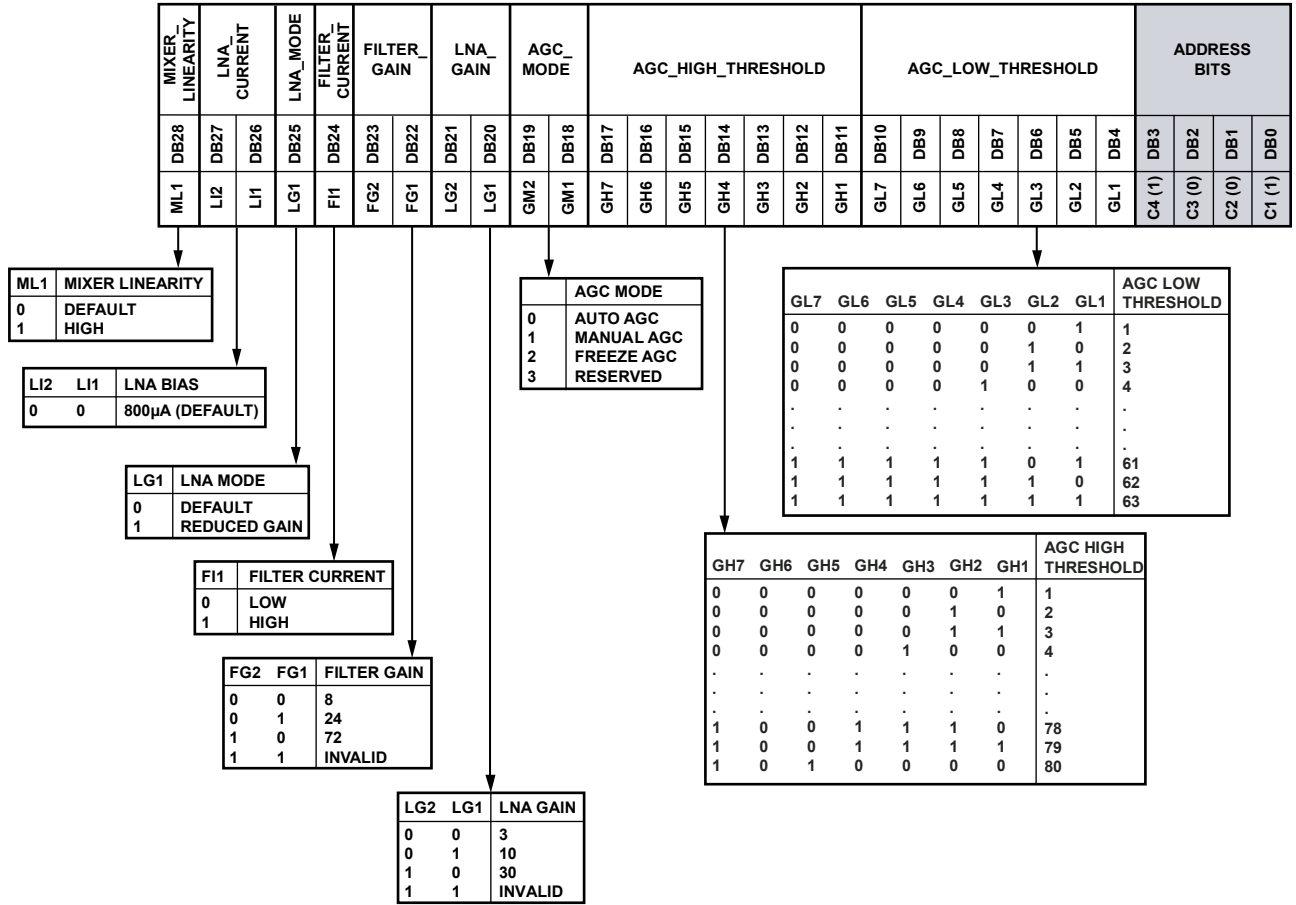 MIXER_ LINEARITY
LNA_ CURRENT
LNA_MODE
FILTER_ CURRENT
FILTER_ GAIN
LNA_ GAIN
AGC_ MODE
AGC_HIGH_THRESHOLD
AGC_LOW_THRESHOLD
ADDRESS BITS
DB28 DB27 DB26 DB25 DB24 DB23 DB22 DB21 DB20 DB19 DB18 DB17 DB16 DB15 DB14 DB13 DB12 DB11 DB10 DB9 DB8 DB7 DB6 DB5 DB4 DB3 DB2 DB1 DB0
ML1 LI2 LI1 LG1 FI1 FG2 FG1 LG2 LG1 GM2 GM1 GH7 GH6 GH5 GH4 GH3 GH2 GH1 GL7 GL6 GL5 GL4 GL3 GL2 GL1 C4 (1) C3 (0) C2 (0) C1 (1)
ML1 MIXER LINEARITY
0 DEFAULT
1 HIGH
LI2 LI1 LNA BIAS
0 0 800µA (DEFAULT)
LG1 LNA MODE
0 DEFAULT
1 REDUCED GAIN
FI1 FILTER CURRENT
0 LOW
1 HIGH
FG2 FG1 FILTER GAIN
0 0 8
0 1 24
1 0 72
1 1 INVALID
LG2 LG1 LNA GAIN
0 0 3
0 1 10
1 0 30
1 1 INVALID
AGC MODE
0 AUTO AGC
1 MANUAL AGC
2 FREEZE AGC
3 RESERVED
GL7 GL6 GL5 GL4 GL3 GL2 GL1 AGC LOW THRESHOLD
0 0 0 0 0 0 1 1
0 0 0 0 0 1 0 2
0 0 0 0 0 1 1 3
0 0 0 0 1 0 0 4
. . . . . . . .
. . . . . . . .
. . . . . . . .
1 1 1 1 1 0 1 61
1 1 1 1 1 1 0 62
1 1 1 1 1 1 1 63
GH7 GH6 GH5 GH4 GH3 GH2 GH1 AGC HIGH THRESHOLD
0 0 0 0 0 0 1 1
0 0 0 0 0 1 0 2
0 0 0 0 0 1 1 3
0 0 0 0 1 0 0 4
. . . . . . . .
. . . . . . . .
. . . . . . . .
1 0 0 1 1 1 0 78
1 0 0 1 1 1 1 79
1 0 1 0 0 0 0 80